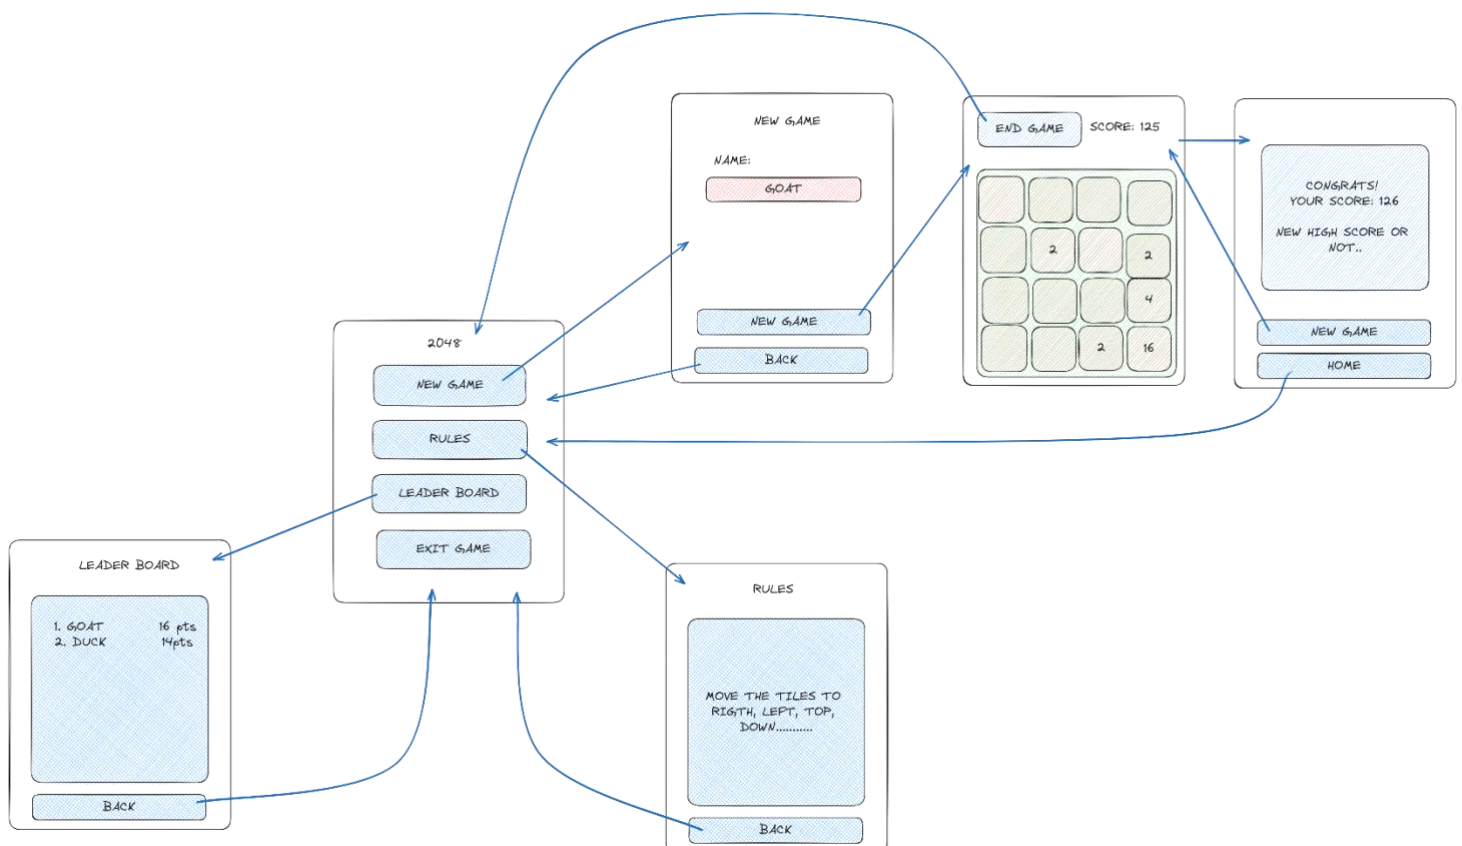 NEW GAME
NAME:
GOAT
NEW GAME
BACK
END GAME
SCORE: 125
2
2
4
2
16
CONGRATS!
YOUR SCORE: 126
NEW HIGH SCORE OR
NOT..
NEW GAME
HOME
2048
NEW GAME
RULES
LEADER BOARD
EXIT GAME
LEADER BOARD
1. GOAT 16 pts
2. DUCK 14pts
BACK
RULES
MOVE THE TILES TO
RIGTH, LEFT, TOP,
DOWN...........
BACK